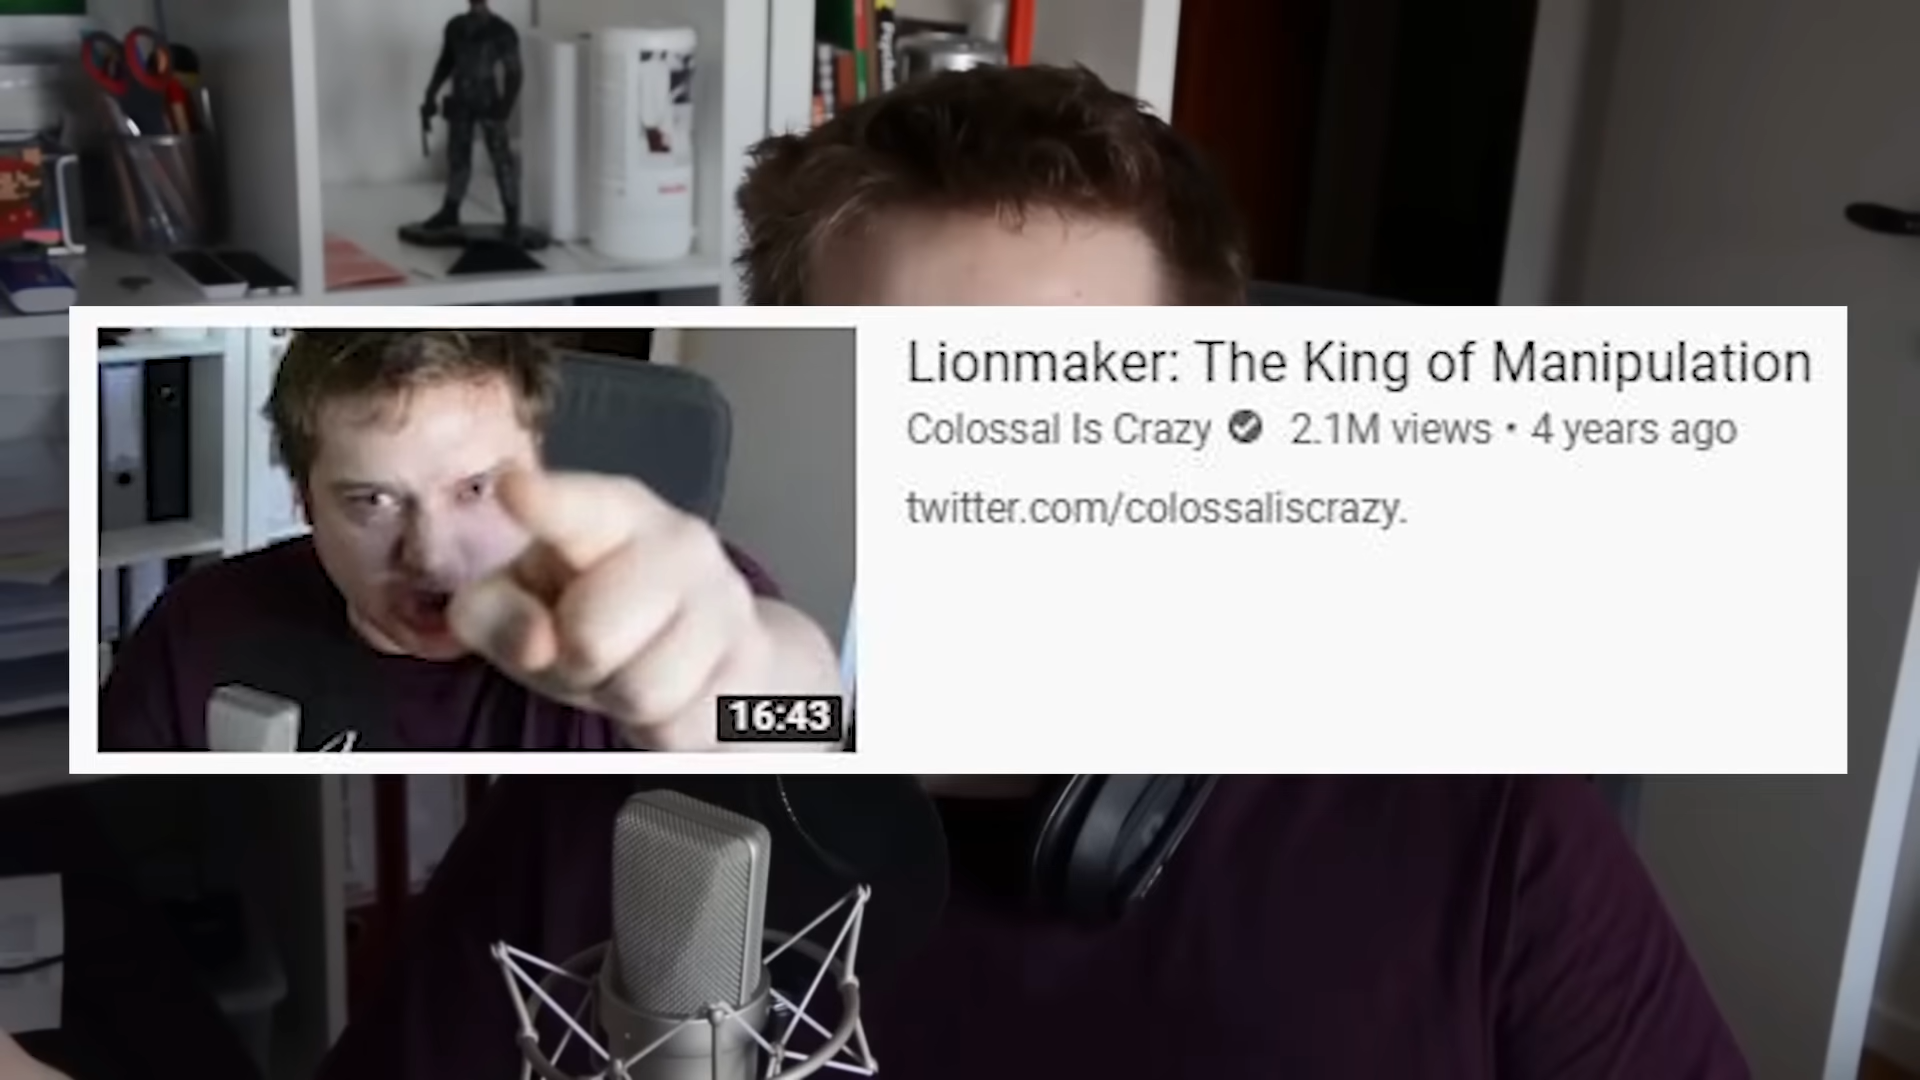 Lionmaker: The King of Manipulation
Colossal Is Crazy 2.1M views • 4 years ago
twitter.com/colossaliscrazy.
16:43